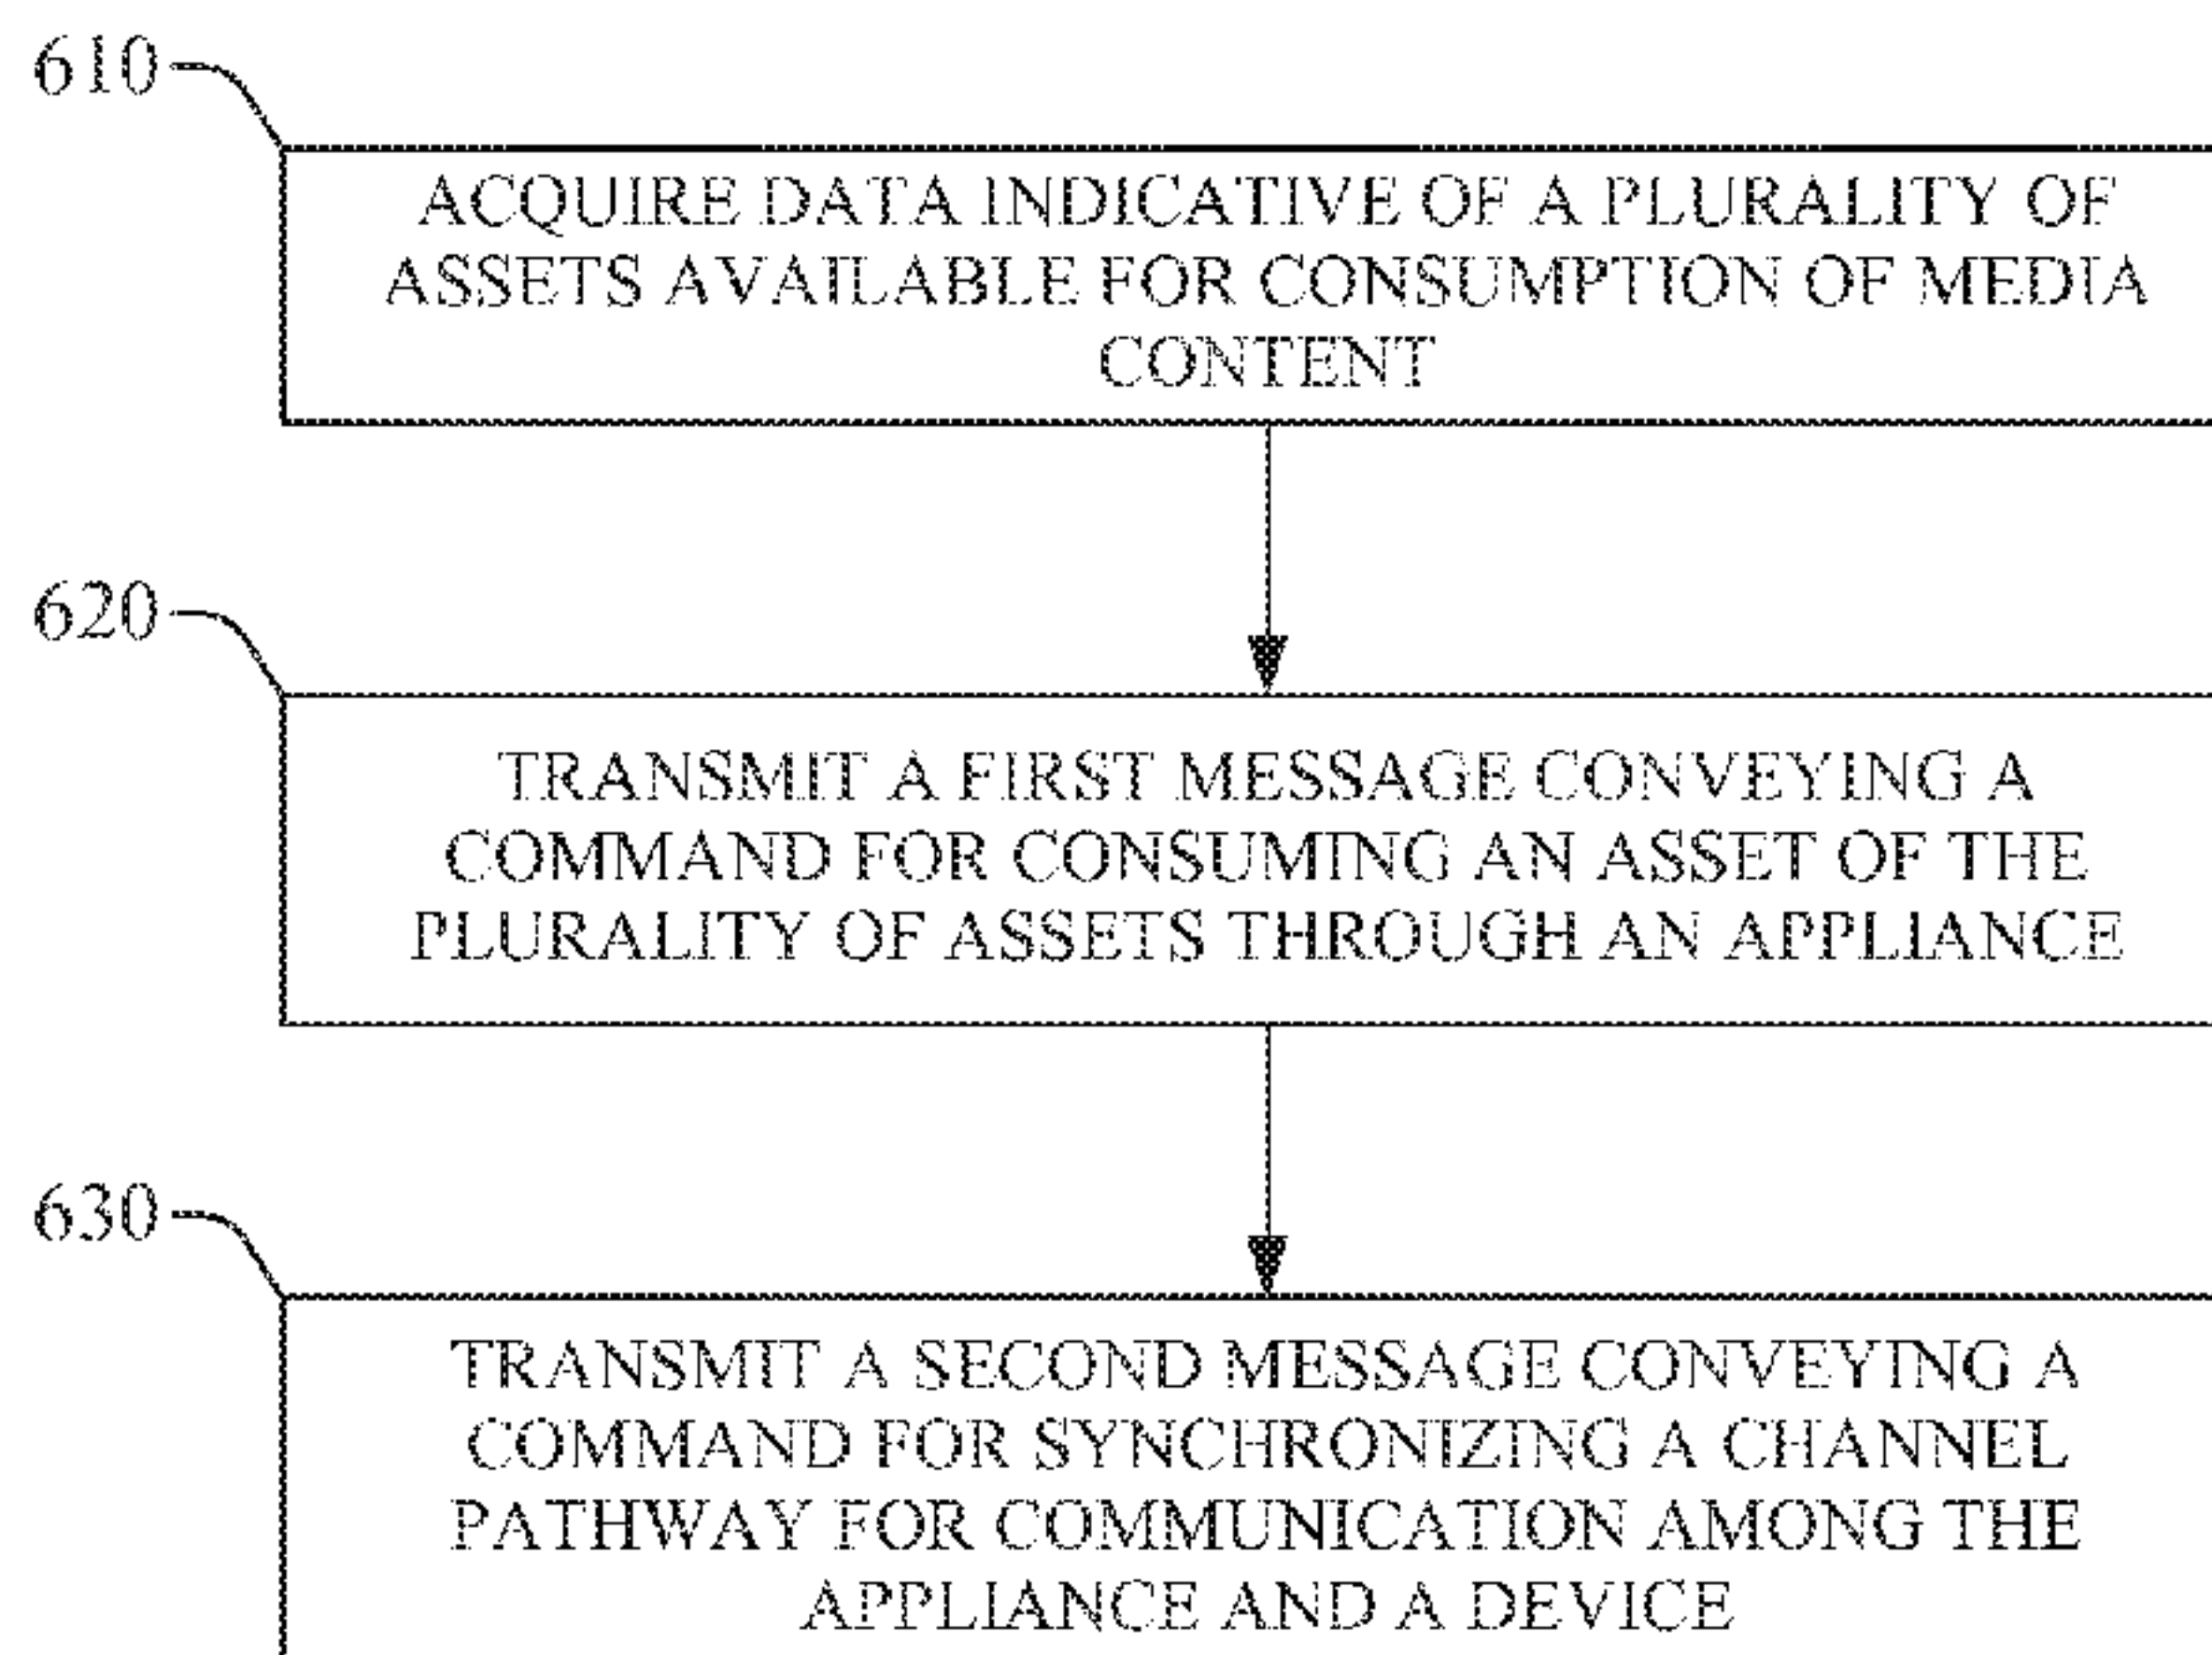 610
ACQUIRE DATA INDICATIVE OF A PLURALITY OF
ASSETS AVAILABLE FOR CONSUMPTION OF MEDIA
CONTENT
620
TRANSMIT A FIRST MESSAGE CONVEYING A
COMMAND FOR CONSUMING AN ASSET OF THE
PLURALITY OF ASSETS THROUGH AN APPLIANCE
630
TRANSMIT A SECOND MESSAGE CONVEYING A
COMMAND FOR SYNCHRONIZING A CHANNEL
PATHWAY FOR COMMUNICATION AMONG THE
APPLIANCE AND A DEVICE